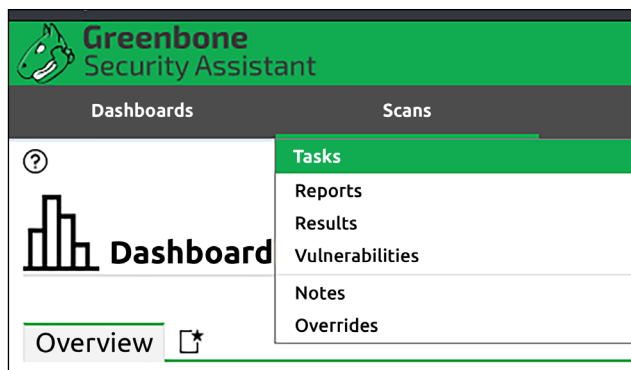 Greenbone
Security Assistant
Dashboards
Scans
Tasks
Reports
Results
Vulnerabilities
Notes
Overrides
Dashboard
Overview